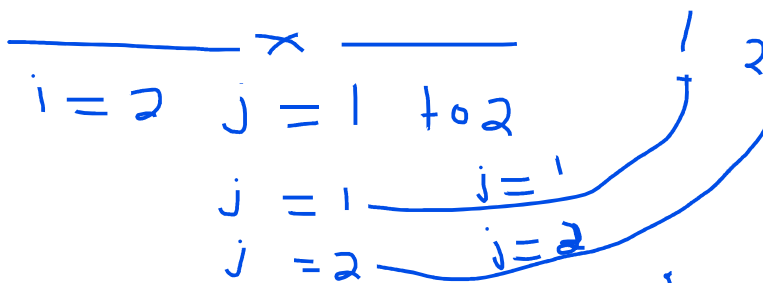 x
1 2
i = 2 j = 1 to 2
j = 1 j = 1
j = 2 j = 2